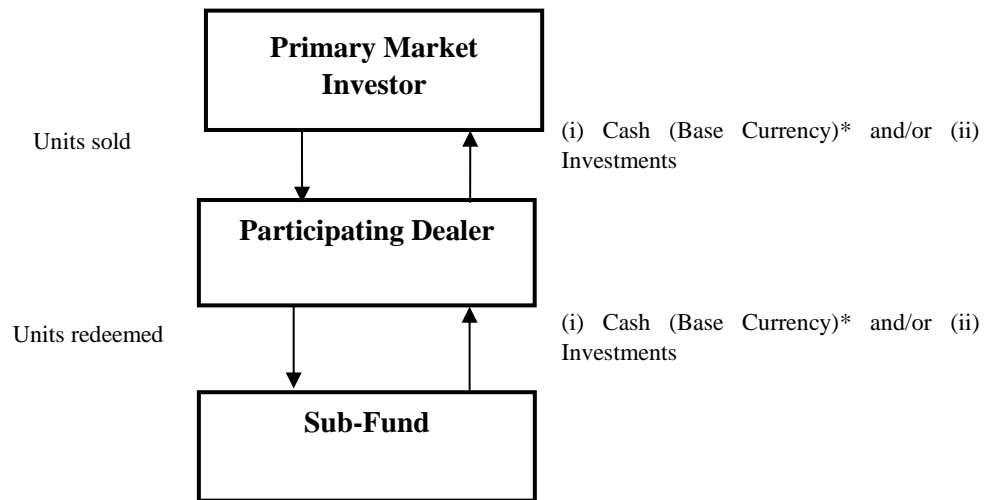 Primary Market
Investor
Units sold
(i) Cash (Base Currency)* and/or (ii)
Investments
Participating Dealer
Units redeemed
(i) Cash (Base Currency)* and/or (ii)
Investments
Sub-Fund